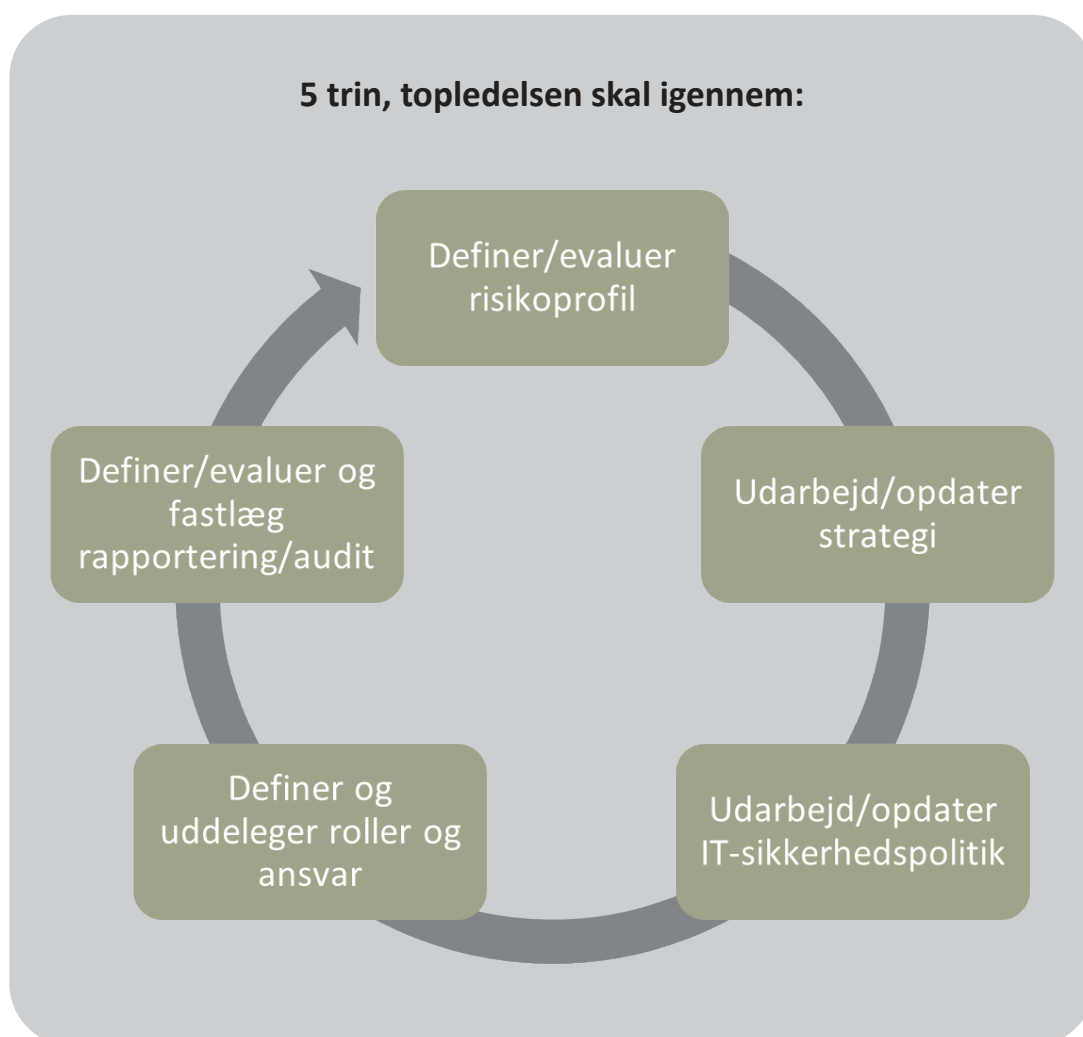 5 trin, topledelsen skal igennem:
Definer/evaluer
risikoprofil
Udarbejd/opdater
strategi
Udarbejd/opdater
IT-sikkerhedspolitik
Definer og
uddeleger roller og
ansvar
Definer/evaluer og
fastlæg
rapportering/audit